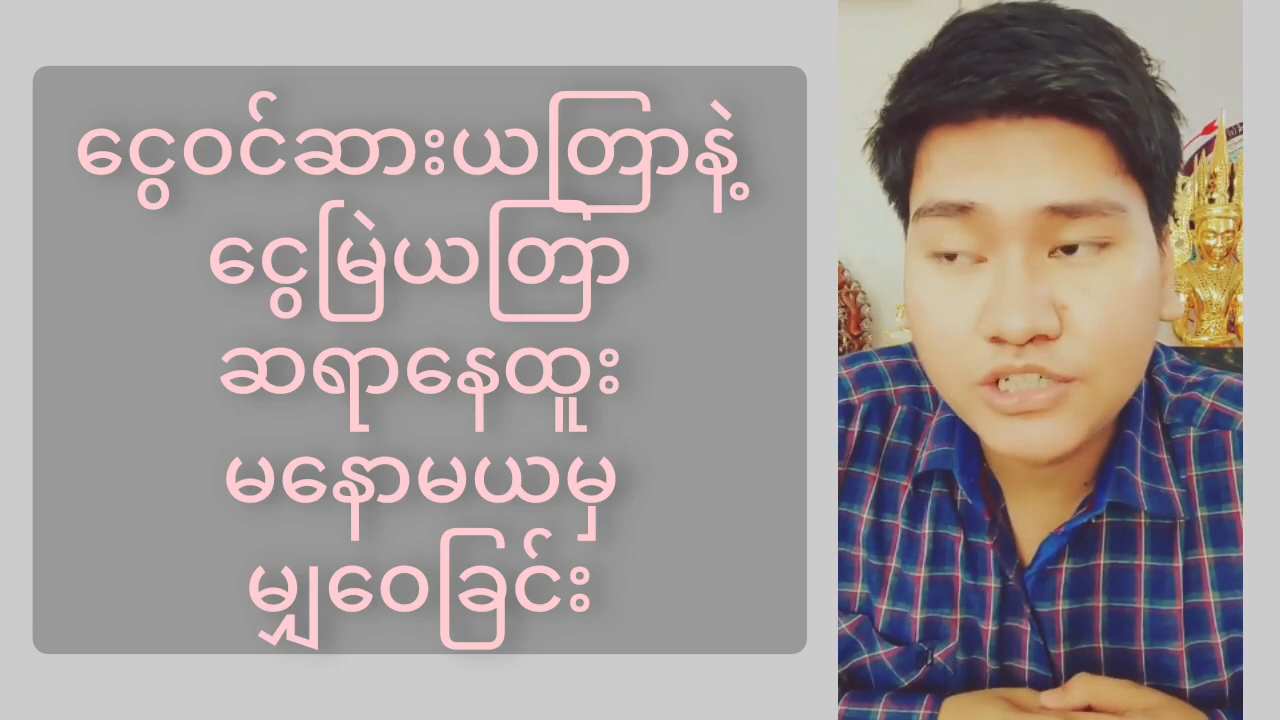 ငွေဝင်ဆားယတြာနဲ့
ငွေမြဲယတြာ
ဆရာနေထူး
မနောမယမှ
မျှဝေခြင်း